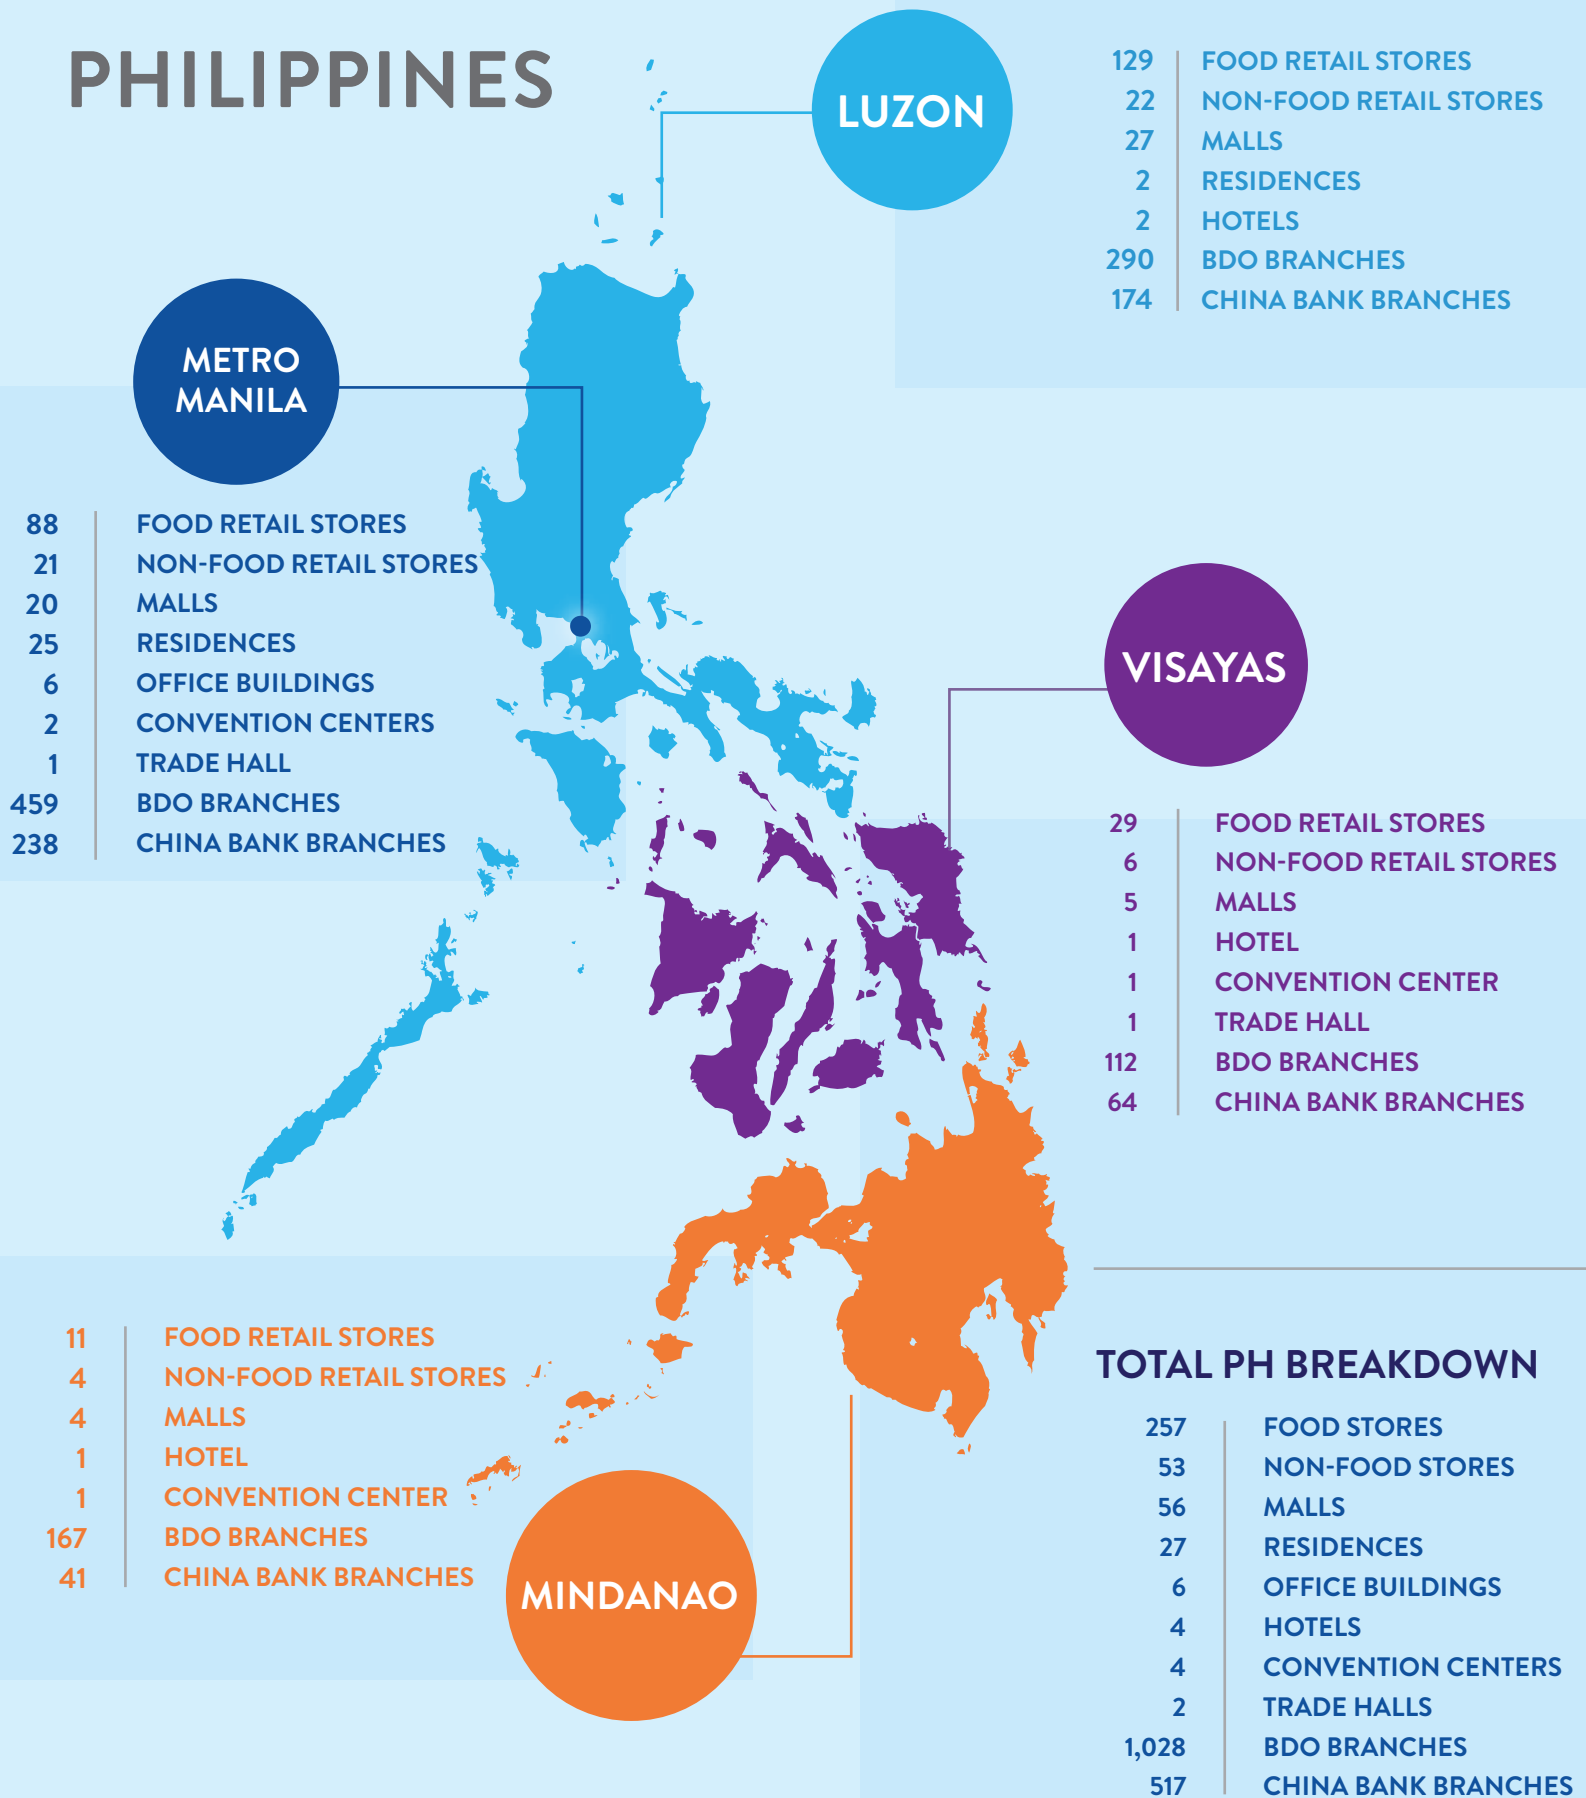 PHILIPPINES
LUZON
129 FOOD RETAIL STORES
22 NON-FOOD RETAIL STORES
27 MALLS
2 RESIDENCES
2 HOTELS
290 BDO BRANCHES
174 CHINA BANK BRANCHES
METRO
MANILA
88 FOOD RETAIL STORES
21 NON-FOOD RETAIL STORES
20 MALLS
25 RESIDENCES
6 OFFICE BUILDINGS
2 CONVENTION CENTERS
1 TRADE HALL
459 BDO BRANCHES
238 CHINA BANK BRANCHES
VISAYAS
29 FOOD RETAIL STORES
6 NON-FOOD RETAIL STORES
5 MALLS
1 HOTEL
1 CONVENTION CENTER
1 TRADE HALL
112 BDO BRANCHES
64 CHINA BANK BRANCHES
11 FOOD RETAIL STORES
4 NON-FOOD RETAIL STORES
4 MALLS
1 HOTEL
1 CONVENTION CENTER
167 BDO BRANCHES
41 CHINA BANK BRANCHES
MINDANAO
TOTAL PH BREAKDOWN
257 FOOD STORES
53 NON-FOOD STORES
56 MALLS
27 RESIDENCES
6 OFFICE BUILDINGS
4 HOTELS
4 CONVENTION CENTERS
2 TRADE HALLS
1,028 BDO BRANCHES
517 CHINA BANK BRANCHES